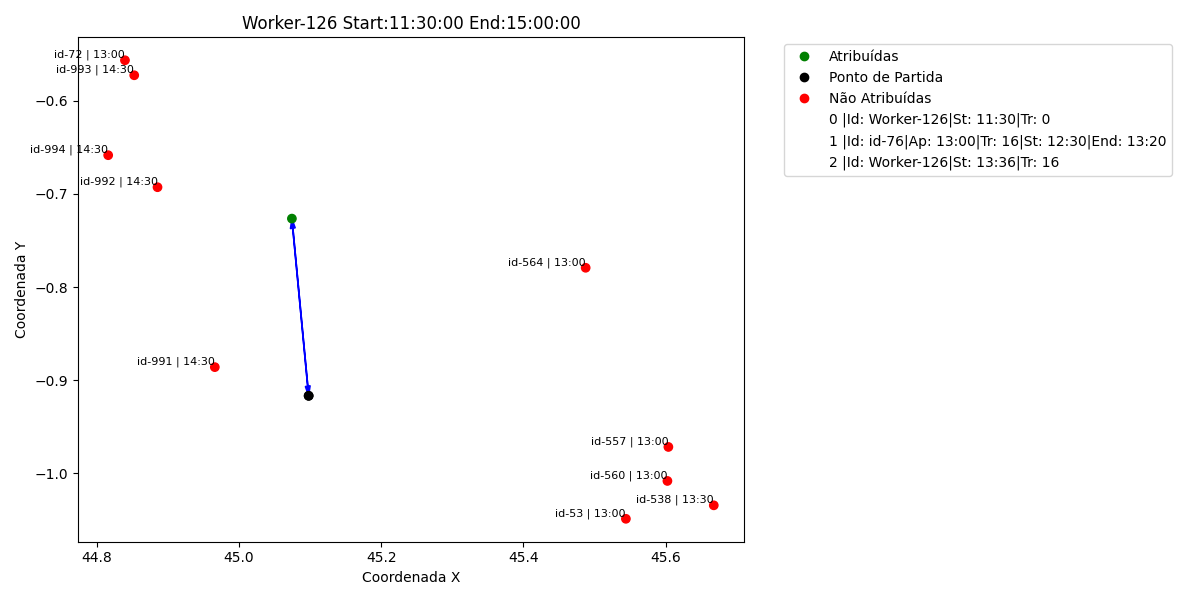 Worker-126 Start:11:30:00 End:15:00:00
id-72 | 13:00
id-993 | 14:30
id-994 | 14:30
id-992 | 14:30
id-564 | 13:00
id-991 | 14:30
id-557 | 13:00
id-560 | 13:00
id-538 | 13:30
id-53 | 13:00
−0.6
−0.7
−0.8
−0.9
−1.0
Coordenada Y
44.8
45.0
45.2
45.4
45.6
Coordenada X
Atribuídas
Ponto de Partida
Não Atribuídas
0 |Id: Worker-126|St: 11:30|Tr: 0
1 |Id: id-76|Ap: 13:00|Tr: 16|St: 12:30|End: 13:20
2 |Id: Worker-126|St: 13:36|Tr: 16